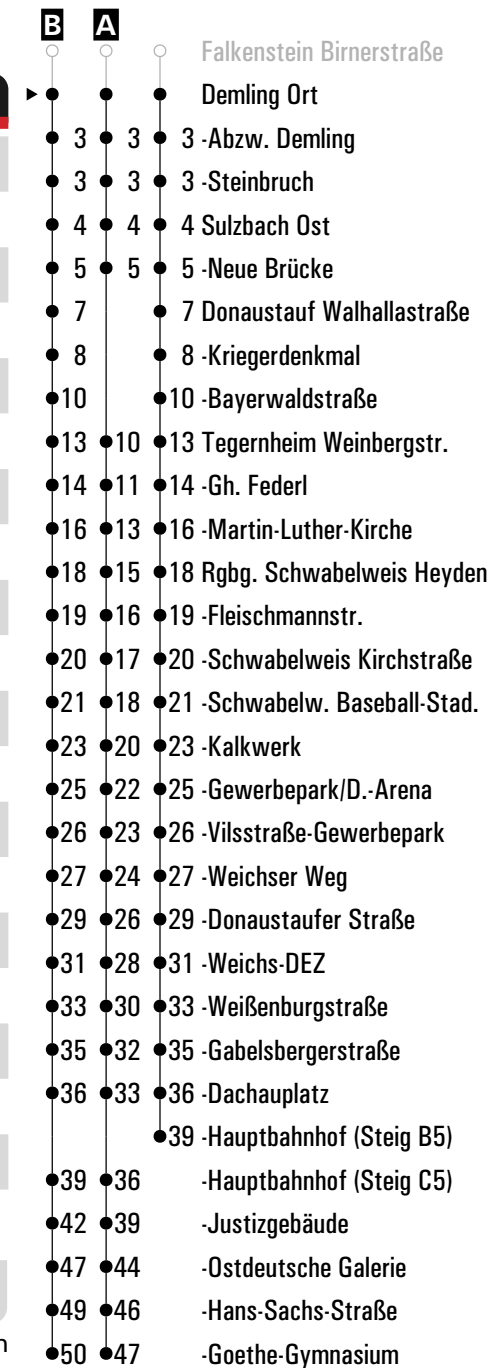 B A
Falkenstein Birnerstraße
Demling Ort
3 3 3 -Abzw. Demling
3 3 3 -Steinbruch
4 4 4 Sulzbach Ost
5 5 5 -Neue Brücke
7 7 Donaustauf Walhallastraße
8 8 -Kriegerdenkmal
10 10 -Bayerwaldstraße
13 10 13 Tegernheim Weinbergstr.
14 11 14 -Gh. Federl
16 13 16 -Martin-Luther-Kirche
18 15 18 Rgbg. Schwabelweis Heyden
19 16 19 -Fleischmannstr.
20 17 20 -Schwabelweis Kirchstraße
21 18 21 -Schwabelw. Baseball-Stad.
23 20 23 -Kalkwerk
25 22 25 -Gewerbepark/D.-Arena
26 23 26 -Vilsstraße-Gewerbepark
27 24 27 -Weichser Weg
29 26 29 -Donaustaufer Straße
31 28 31 -Weichs-DEZ
33 30 33 -Weißenburgstraße
35 32 35 -Gabelsbergerstraße
36 33 36 -Dachauplatz
39 -Hauptbahnhof (Steig B5)
39 36 -Hauptbahnhof (Steig C5)
42 39 -Justizgebäude
47 44 -Ostdeutsche Galerie
49 46 -Hans-Sachs-Straße
n 50 47 -Goethe-Gymnasium